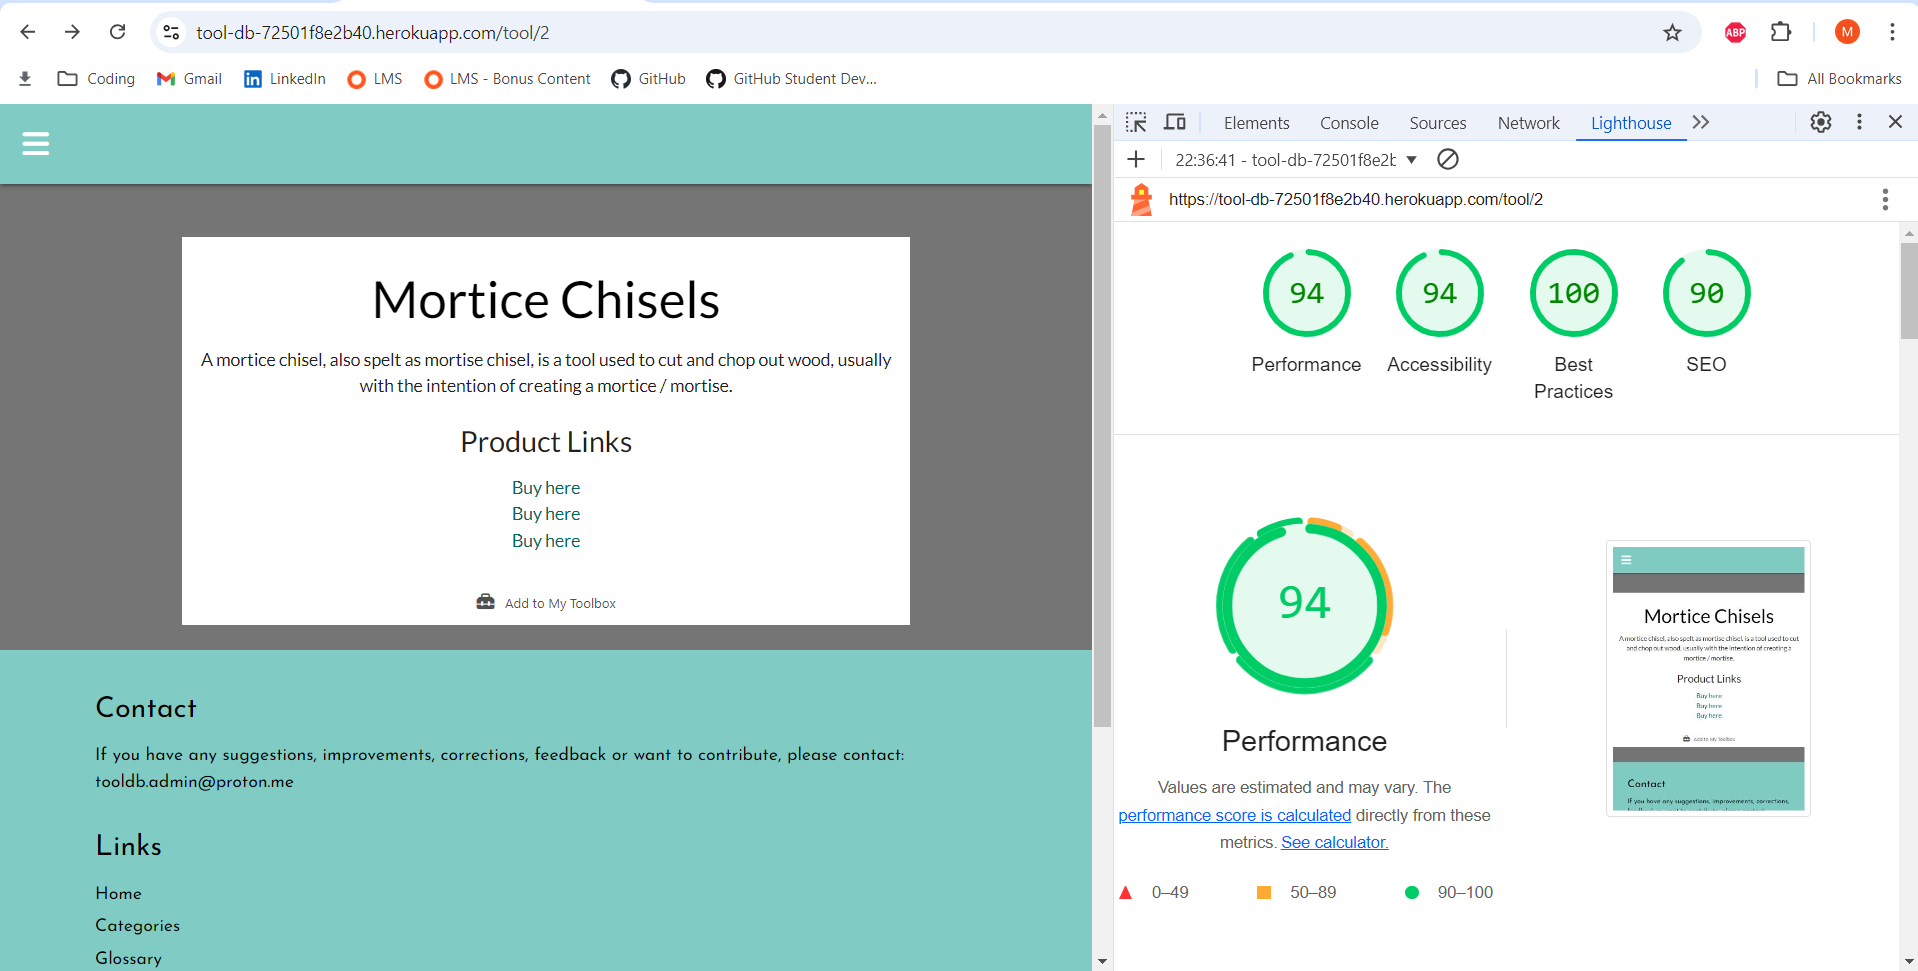 tool-db-72501f8e2b40.herokuapp.com/tool/2
ABP
M
Coding
Gmail
LinkedIn
LMS
LMS - Bonus Content
GitHub
GitHub Student Dev...
All Bookmarks
Mortice Chisels
A mortice chisel, also spelt as mortise chisel, is a tool used to cut and chop out wood, usually
with the intention of creating a mortice / mortise.
Product Links
Buy here
Buy here
Buy here
Add to My Toolbox
Contact
If you have any suggestions, improvements, corrections, feedback or want to contribute, please contact:
tooldb.admin@proton.me
Links
Home
Categories
Glossary
Elements
Console
Sources
Network
Lighthouse
22:36:41 - tool-db-72501f8e2b
https://tool-db-72501f8e2b40.herokuapp.com/tool/2
94
94
100
90
Performance
Accessibility
Best
Practices
SEO
94
Performance
Values are estimated and may vary. The
performance score is calculated directly from these
metrics. See calculator.
0–49
50–89
90–100
Mortice Chisels
A mortice chisel, also spelt as mortise chisel, is a tool used to cut
and chop out wood, usually with the intention of creating a
mortice / mortise.
Product Links
Buy here
Buy here
Buy here
Add to My Toolbox
Contact
If you have any suggestions, improvements, corrections,